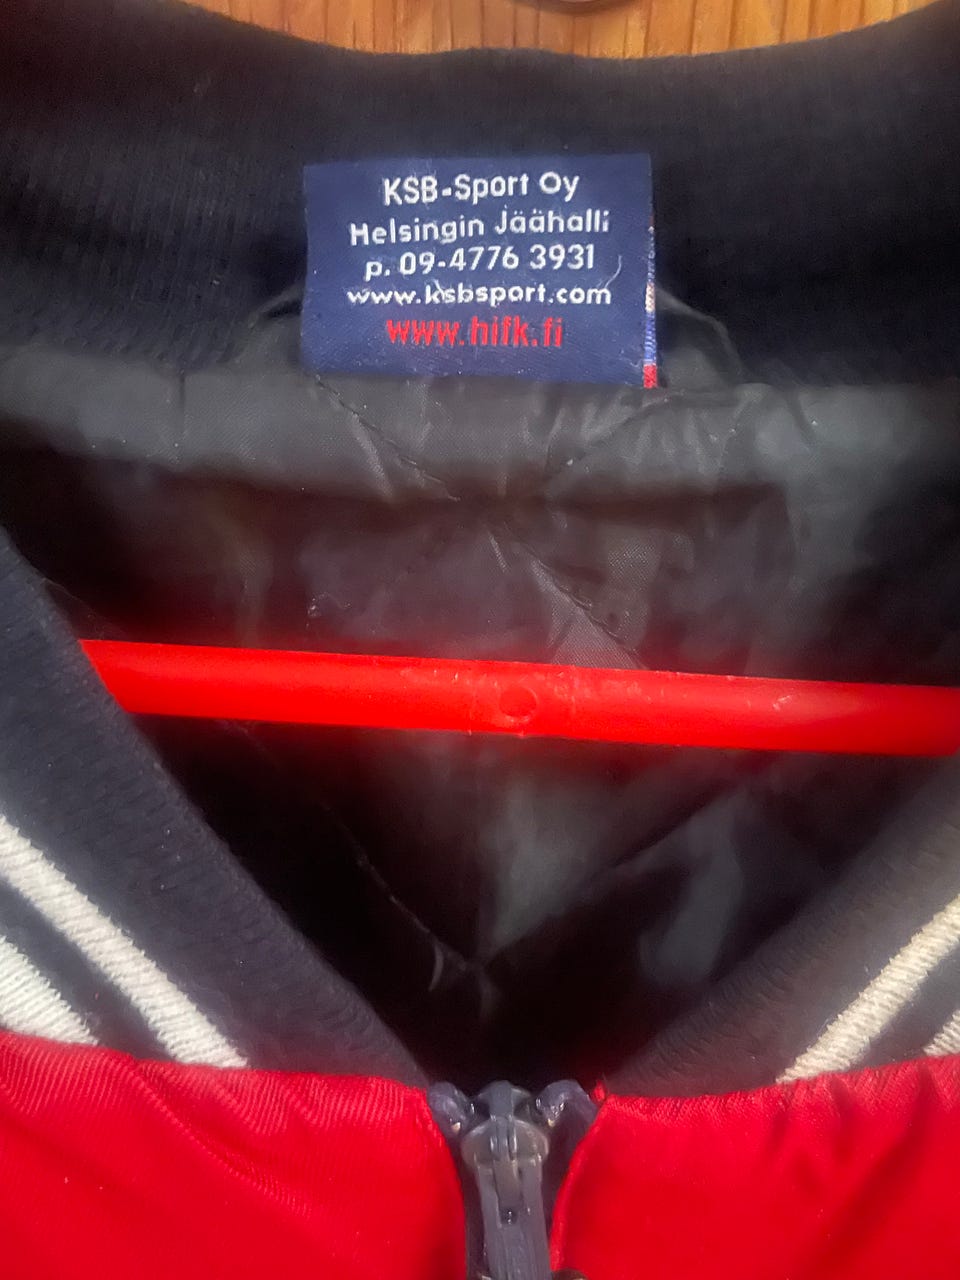 KSB-Sport Oy
Helsingin Jäähalli
p. 09-4776 3931
www.ksbsport.com
www.hifk.fi